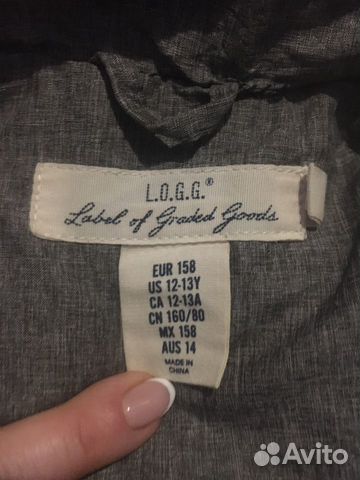 L.O.G.G.®
Label of Graded Goods
EUR 158
US 12-13Y
CA 12-13A
CN 160/80
MX 158
AUS 14
MADE IN
CHINA
Avito